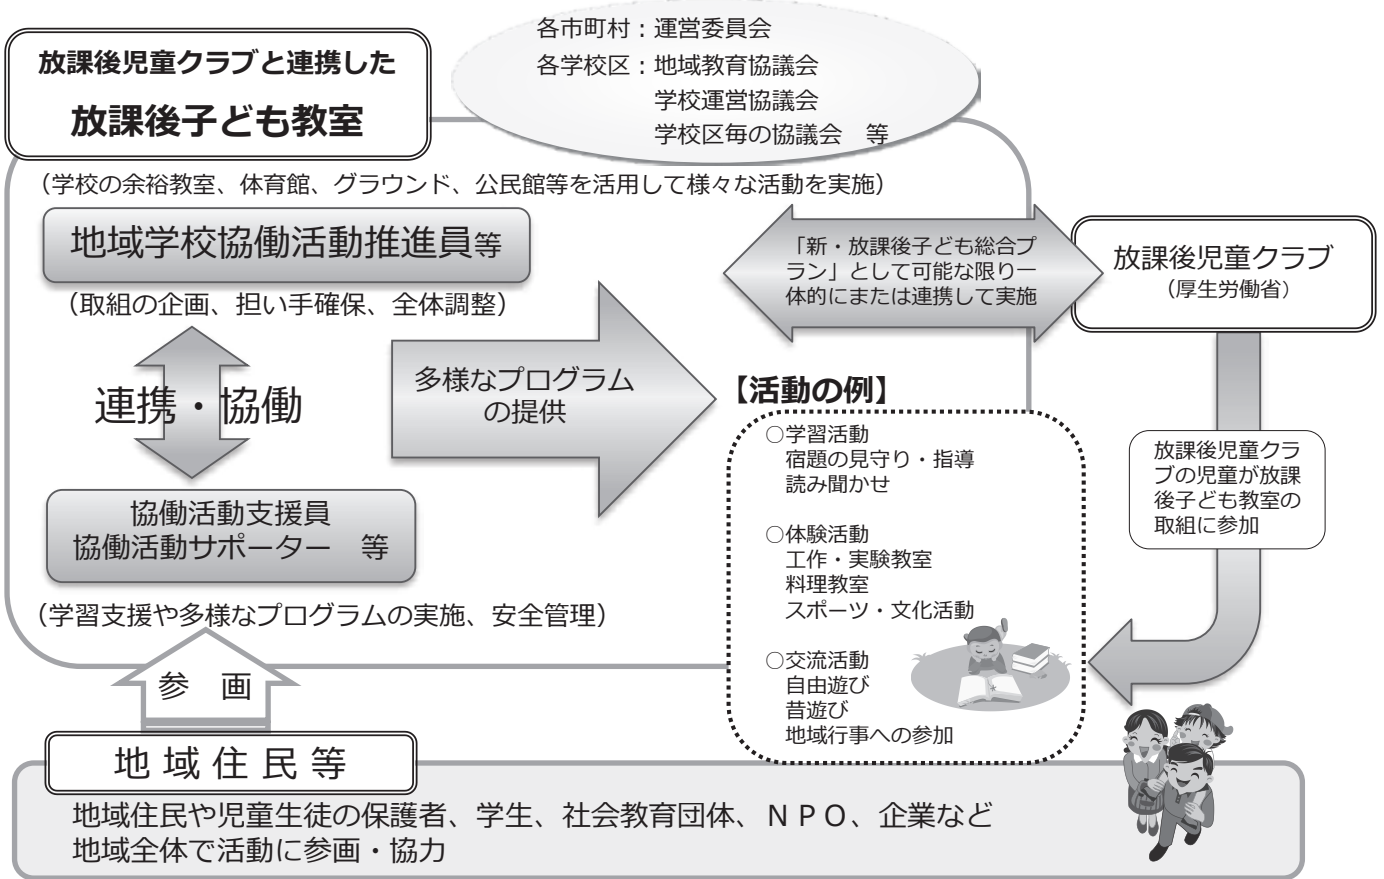 各市町村：運営委員会
各学校区：地域教育協議会
学校運営協議会
学校区毎の協議会　等
放課後児童クラブと連携した
放課後子ども教室
（学校の余裕教室、体育館、グラウンド、公民館等を活用して様々な活動を実施）
地域学校協働活動推進員等
（取組の企画、担い手確保、全体調整）
連携・協働
協働活動支援員
協働活動サポーター　等
（学習支援や多様なプログラムの実施、安全管理）
多様なプログラム
の提供
「新・放課後子ども総合プ
ラン」として可能な限り一
体的にまたは連携して実施
放課後児童クラブ
（厚生労働省）
放課後児童クラ
ブの児童が放課
後子ども教室の
取組に参加
【活動の例】
○学習活動
宿題の見守り・指導
読み聞かせ
○体験活動
工作・実験教室
料理教室
スポーツ・文化活動
○交流活動
自由遊び
昔遊び
地域行事への参加
参　画
地域住民等
地域住民や児童生徒の保護者、学生、社会教育団体、ＮＰＯ、企業など
地域全体で活動に参画・協力